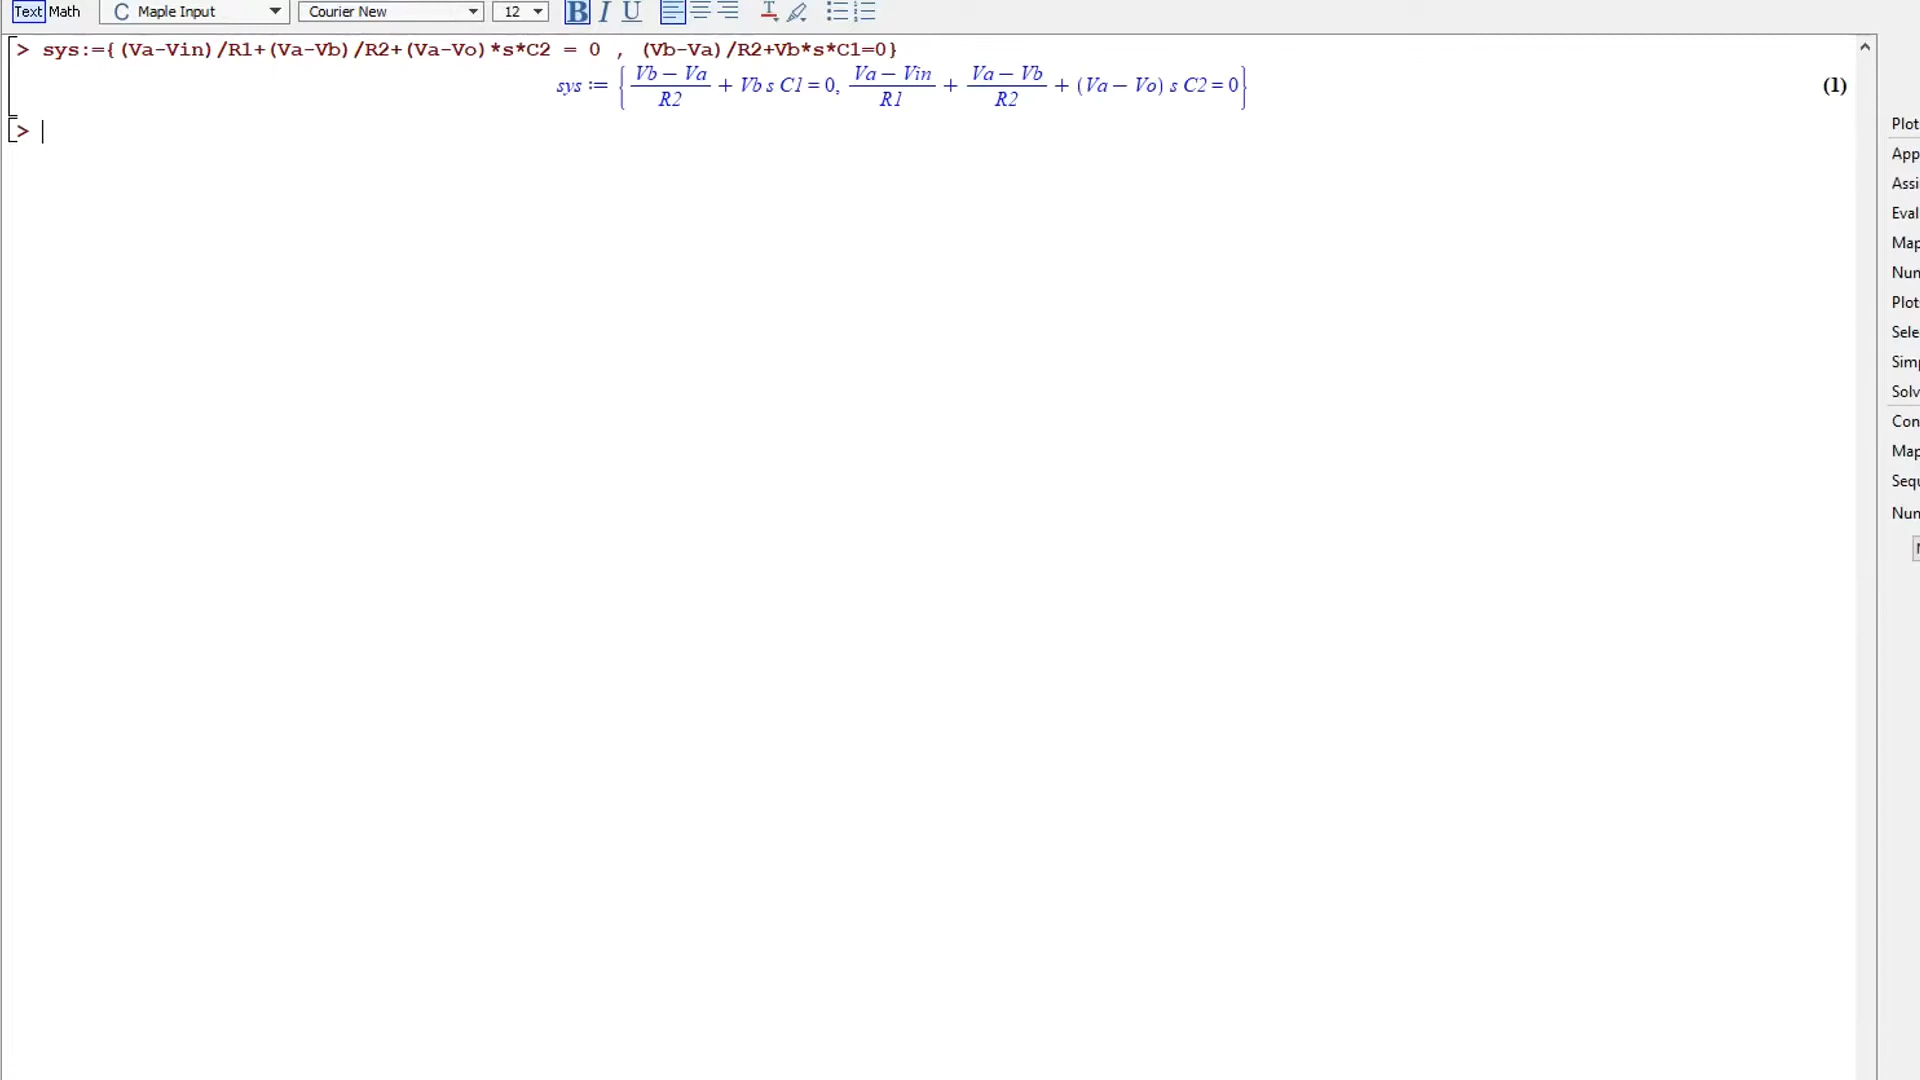 Text Math C Maple Input Courier New 12 B I U T
> sys:={(Va-Vin)/R1+(Va-Vb)/R2+(Va-Vo)*s*C2 = 0 , (Vb-Va)/R2+Vb*s*C1=0}
sys := { (Vb − Va)/R2 + Vb s C1 = 0, (Va − Vin)/R1 + (Va − Vb)/R2 + (Va − Vo) s C2 = 0 } (1)
>
Plot
App
Assi
Eval
Map
Num
Plot
Sele
Simp
Solv
Con
Map
Sequ
Num